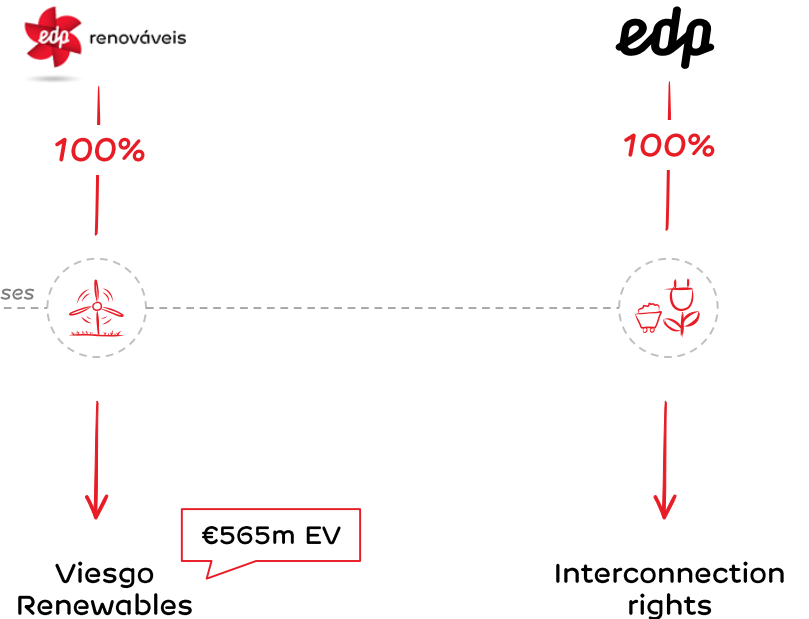 edp renováveis
edp
100%
100%
ses
€565m EV
Viesgo
Renewables
Interconnection
rights